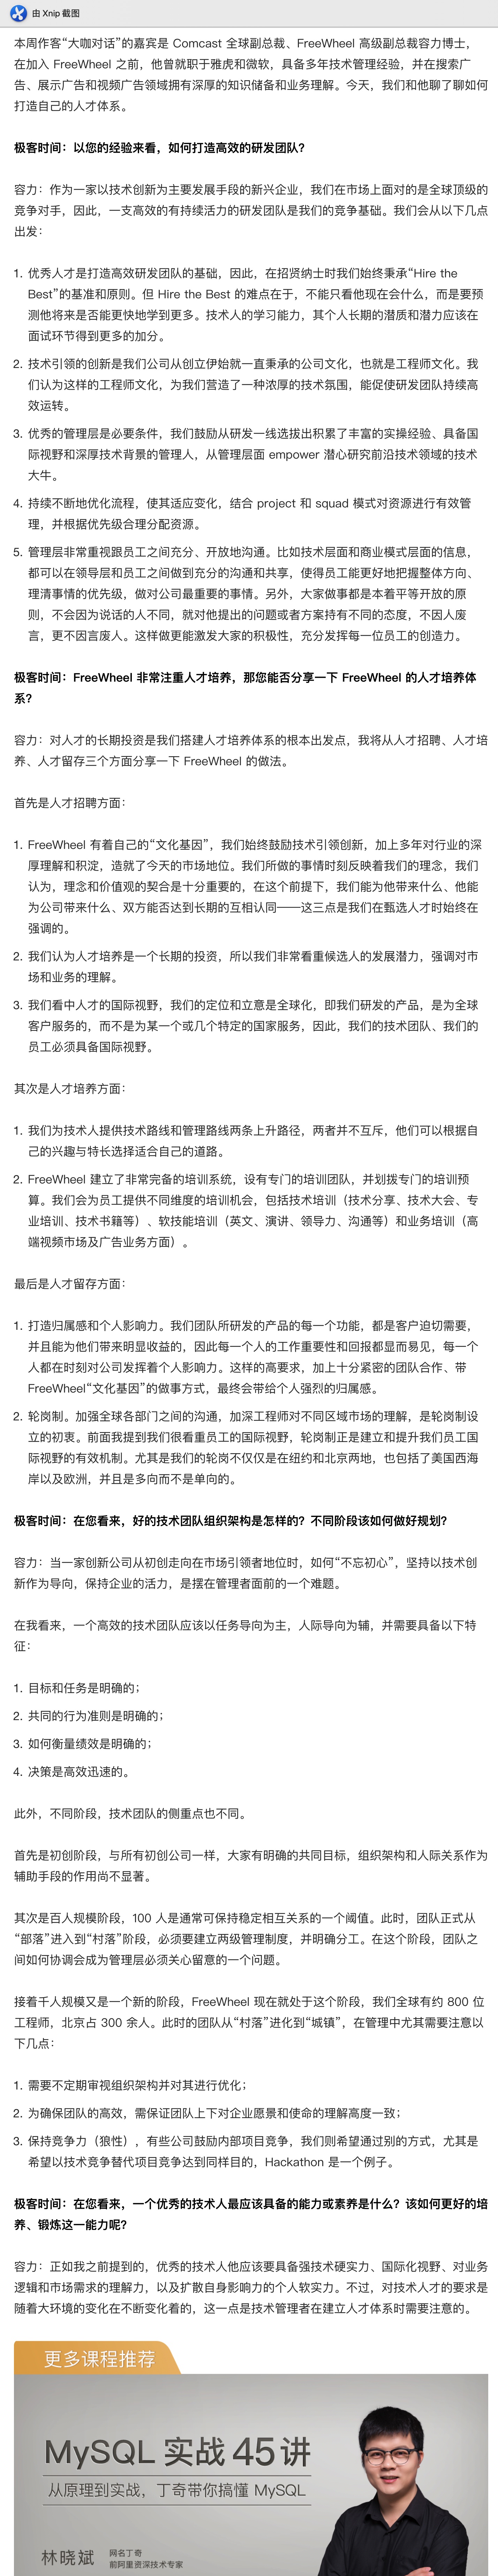 由 Xnip 截图
本周作客“大咖对话”的嘉宾是 Comcast 全球副总裁、FreeWheel 高级副总裁容力博士，
在加入 FreeWheel 之前，他曾就职于雅虎和微软，具备多年技术管理经验，并在搜索广
告、展示广告和视频广告领域拥有深厚的知识储备和业务理解。今天，我们和他聊了聊如何
打造自己的人才体系。
极客时间：以您的经验来看，如何打造高效的研发团队？
容力：作为一家以技术创新为主要发展手段的新兴企业，我们在市场上面对的是全球顶级的
竞争对手，因此，一支高效的有持续活力的研发团队是我们的竞争基础。我们会从以下几点
出发：
1. 优秀人才是打造高效研发团队的基础，因此，在招贤纳士时我们始终秉承“Hire the
Best”的基准和原则。但 Hire the Best 的难点在于，不能只看他现在会什么，而是要预
测他将来是否能更快地学到更多。技术人的学习能力，其个人长期的潜质和潜力应该在
面试环节得到更多的加分。
2. 技术引领的创新是我们公司从创立伊始就一直秉承的公司文化，也就是工程师文化。我
们认为这样的工程师文化，为我们营造了一种浓厚的技术氛围，能促使研发团队持续高
效运转。
3. 优秀的管理层是必要条件，我们鼓励从研发一线选拔出积累了丰富的实操经验、具备国
际视野和深厚技术背景的管理人，从管理层面 empower 潜心研究前沿技术领域的技术
大牛。
4. 持续不断地优化流程，使其适应变化，结合 project 和 squad 模式对资源进行有效管
理，并根据优先级合理分配资源。
5. 管理层非常重视跟员工之间充分、开放地沟通。比如技术层面和商业模式层面的信息，
都可以在领导层和员工之间做到充分的沟通和共享，使得员工能更好地把握整体方向、
理清事情的优先级，做对公司最重要的事情。另外，大家做事都是本着平等开放的原
则，不会因为说话的人不同，就对他提出的问题或者方案持有不同的态度，不因人废
言，更不因言废人。这样做更能激发大家的积极性，充分发挥每一位员工的创造力。
极客时间：FreeWheel 非常注重人才培养，那您能否分享一下 FreeWheel 的人才培养体
系？
容力：对人才的长期投资是我们搭建人才培养体系的根本出发点，我将从人才招聘、人才培
养、人才留存三个方面分享一下 FreeWheel 的做法。
首先是人才招聘方面：
1. FreeWheel 有着自己的“文化基因”，我们始终鼓励技术引领创新，加上多年对行业的深
厚理解和积淀，造就了今天的市场地位。我们所做的事情时刻反映着我们的理念，我们
认为，理念和价值观的契合是十分重要的，在这个前提下，我们能为他带来什么、他能
为公司带来什么、双方能否达到长期的互相认同——这三点是我们在甄选人才时始终在
强调的。
2. 我们认为人才培养是一个长期的投资，所以我们非常看重候选人的发展潜力，强调对市
场和业务的理解。
3. 我们看中人才的国际视野，我们的定位和立意是全球化，即我们研发的产品，是为全球
客户服务的，而不是为某一个或几个特定的国家服务，因此，我们的技术团队、我们的
员工必须具备国际视野。
其次是人才培养方面：
1. 我们为技术人提供技术路线和管理路线两条上升路径，两者并不互斥，他们可以根据自
己的兴趣与特长选择适合自己的道路。
2. FreeWheel 建立了非常完备的培训系统，设有专门的培训团队，并划拨专门的培训预
算。我们会为员工提供不同维度的培训机会，包括技术培训（技术分享、技术大会、专
业培训、技术书籍等）、软技能培训（英文、演讲、领导力、沟通等）和业务培训（高
端视频市场及广告业务方面）。
最后是人才留存方面：
1. 打造归属感和个人影响力。我们团队所研发的产品的每一个功能，都是客户迫切需要，
并且能为他们带来明显收益的，因此每一个人的工作重要性和回报都显而易见，每一个
人都在时刻对公司发挥着个人影响力。这样的高要求，加上十分紧密的团队合作、带
FreeWheel“文化基因”的做事方式，最终会带给个人强烈的归属感。
2. 轮岗制。加强全球各部门之间的沟通，加深工程师对不同区域市场的理解，是轮岗制设
立的初衷。前面我提到我们很看重员工的国际视野，轮岗制正是建立和提升我们员工国
际视野的有效机制。尤其是我们的轮岗不仅仅是在纽约和北京两地，也包括了美国西海
岸以及欧洲，并且是多向而不是单向的。
极客时间：在您看来，好的技术团队组织架构是怎样的？不同阶段该如何做好规划？
容力：当一家创新公司从初创走向在市场引领者地位时，如何“不忘初心”，坚持以技术创
新作为导向，保持企业的活力，是摆在管理者面前的一个难题。
在我看来，一个高效的技术团队应该以任务导向为主，人际导向为辅，并需要具备以下特
征：
1. 目标和任务是明确的；
2. 共同的行为准则是明确的；
3. 如何衡量绩效是明确的；
4. 决策是高效迅速的。
此外，不同阶段，技术团队的侧重点也不同。
首先是初创阶段，与所有初创公司一样，大家有明确的共同目标，组织架构和人际关系作为
辅助手段的作用尚不显著。
其次是百人规模阶段，100 人是通常可保持稳定相互关系的一个阈值。此时，团队正式从
“部落”进入到“村落”阶段，必须要建立两级管理制度，并明确分工。在这个阶段，团队之
间如何协调会成为管理层必须关心留意的一个问题。
接着千人规模又是一个新的阶段，FreeWheel 现在就处于这个阶段，我们全球有约 800 位
工程师，北京占 300 余人。此时的团队从“村落”进化到“城镇”，在管理中尤其需要注意以
下几点：
1. 需要不定期审视组织架构并对其进行优化；
2. 为确保团队的高效，需保证团队上下对企业愿景和使命的理解高度一致；
3. 保持竞争力（狼性），有些公司鼓励内部项目竞争，我们则希望通过别的方式，尤其是
希望以技术竞争替代项目竞争达到同样目的，Hackathon 是一个例子。
极客时间：在您看来，一个优秀的技术人最应该具备的能力或素养是什么？该如何更好的培
养、锻炼这一能力呢？
容力：正如我之前提到的，优秀的技术人他应该要具备强技术硬实力、国际化视野、对业务
逻辑和市场需求的理解力，以及扩散自身影响力的个人软实力。不过，对技术人才的要求是
随着大环境的变化在不断变化着的，这一点是技术管理者在建立人才体系时需要注意的。
更多课程推荐
MySQL 实战 45 讲
从原理到实战，丁奇带你搞懂 MySQL
林晓斌
网名丁奇
前阿里资深技术专家